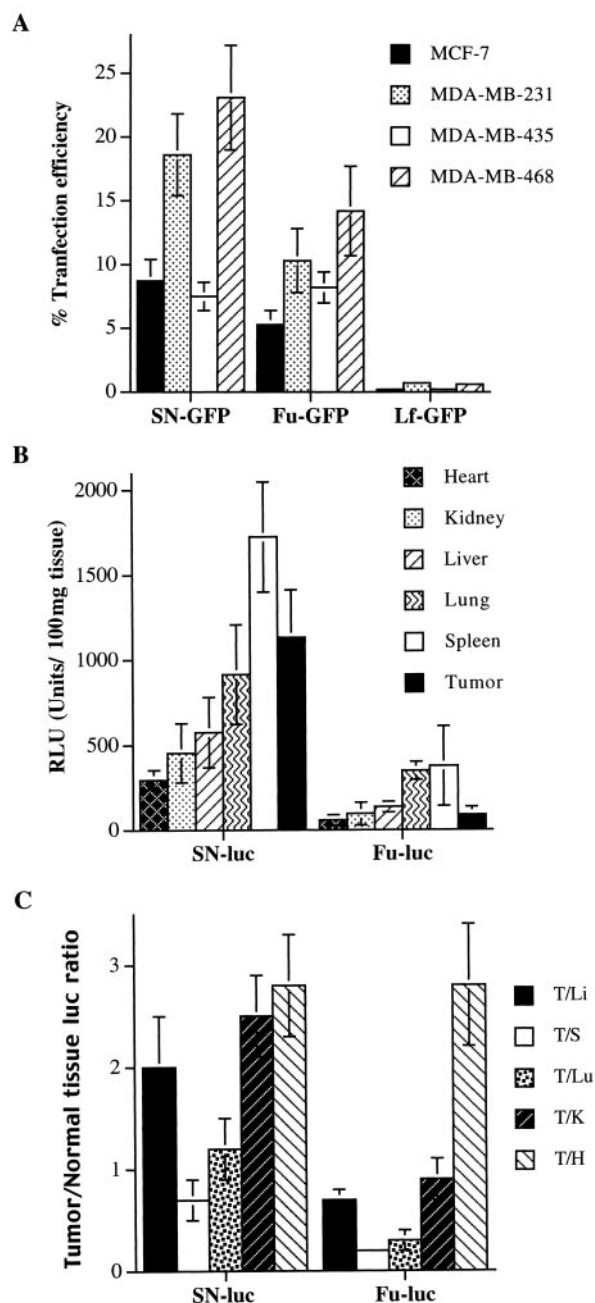 A
% Tranfection efficiency
25
20
15
10
5
0
MCF-7
MDA-MB-231
MDA-MB-435
MDA-MB-468
SN-GFP Fu-GFP Lf-GFP
B
RLU (Units/ 100mg tissue)
2000
1500
1000
500
0
Heart
Kidney
Liver
Lung
Spleen
Tumor
SN-luc Fu-luc
C
Tumor/Normal tissue luc ratio
3
2
1
0
T/Li
T/S
T/Lu
T/K
T/H
SN-luc Fu-luc